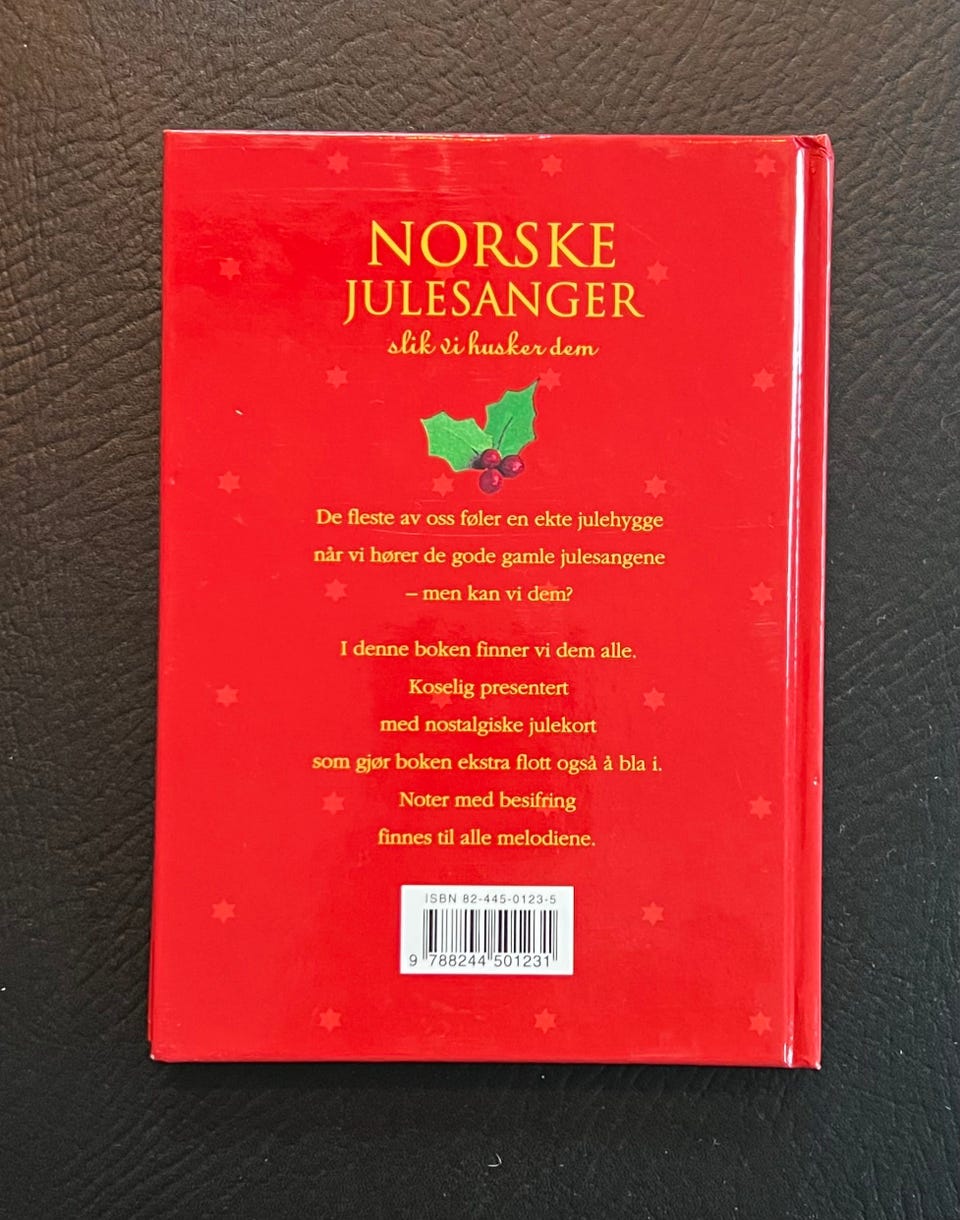 NORSKE
JULESANGER
slik vi husker dem
De fleste av oss føler en ekte julehygge
når vi hører de gode gamle julesangene
– men kan vi dem?
I denne boken finner vi dem alle.
Koselig presentert
med nostalgiske julekort
som gjør boken ekstra flott også å bla i.
Noter med besifring
finnes til alle melodiene.
ISBN 82-445-0123-5
9 788244 501231